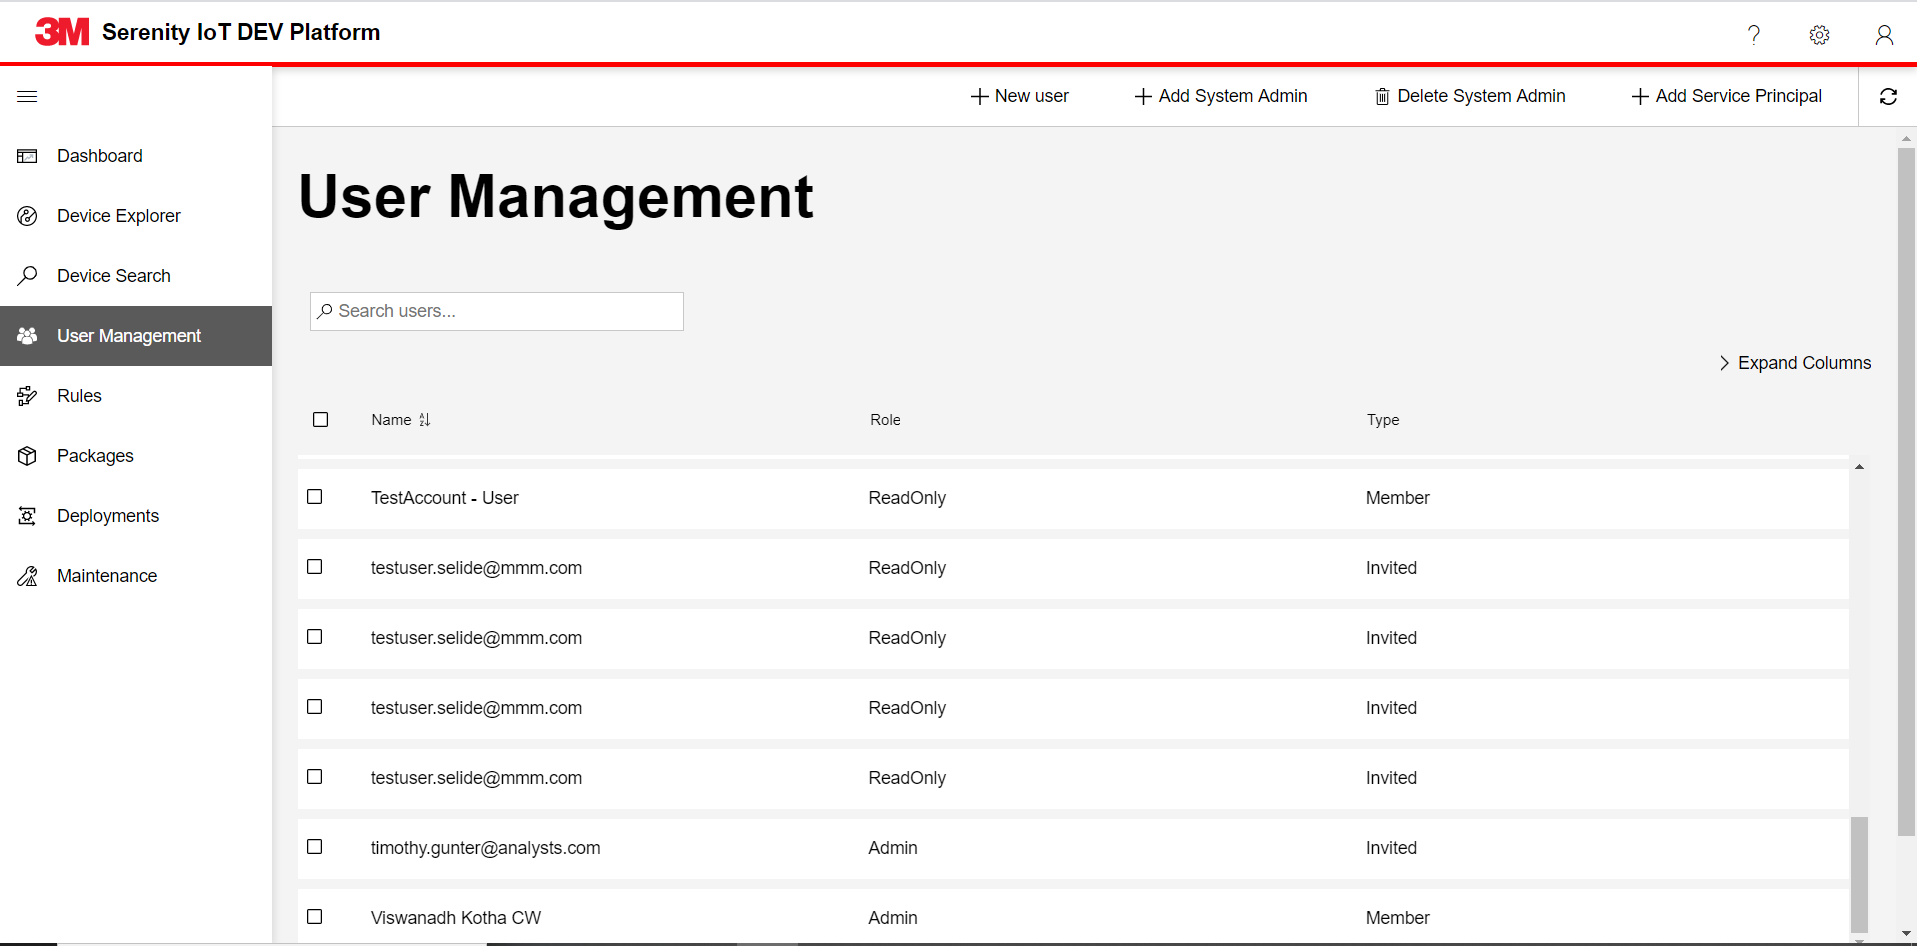 3M Serenity IoT DEV Platform
?
New user
Add System Admin
Delete System Admin
Add Service Principal
Dashboard
Device Explorer
Device Search
User Management
Rules
Packages
Deployments
Maintenance
User Management
Search users...
Expand Columns
Name Role Type
TestAccount - User ReadOnly Member
testuser.selide@mmm.com ReadOnly Invited
testuser.selide@mmm.com ReadOnly Invited
testuser.selide@mmm.com ReadOnly Invited
testuser.selide@mmm.com ReadOnly Invited
timothy.gunter@analysts.com Admin Invited
Viswanadh Kotha CW Admin Member